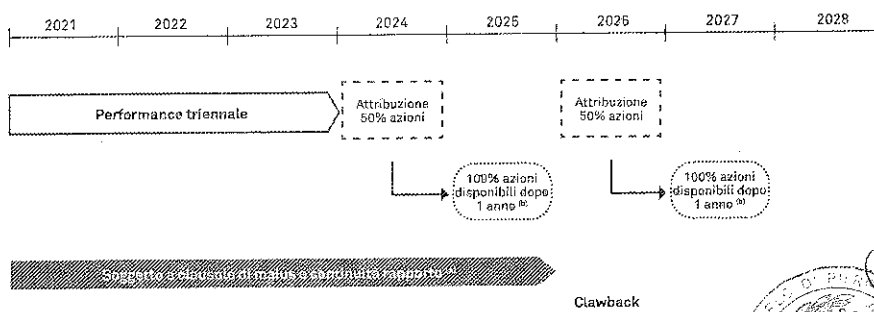 2021 2022 2023 2024 2025 2026 2027 2028
Performance triennale
Attribuzione
50% azioni
Attribuzione
50% azioni
100% azioni
disponibili dopo
1 anno (b)
100% azioni
disponibili dopo
1 anno (b)
Soggetto a clausole di malus e continuità rapporto (a)
Clawback